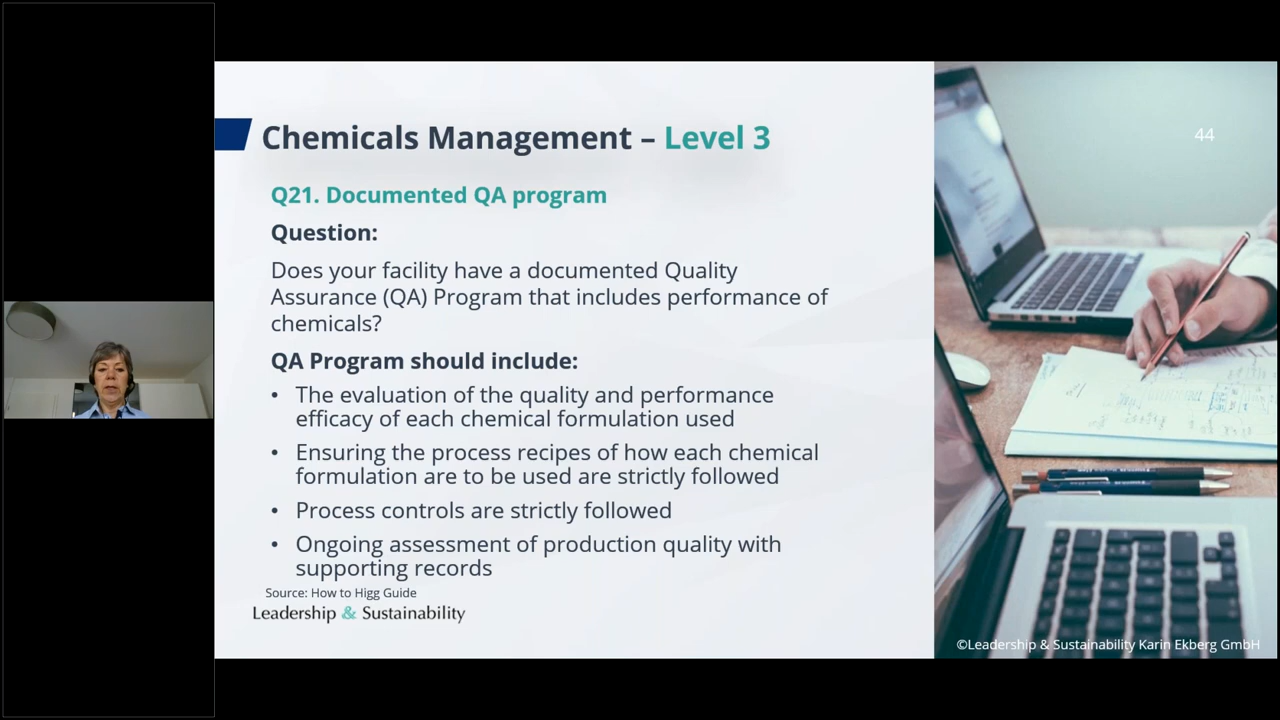 Chemicals Management – Level 3
44
Q21. Documented QA program
Question:
Does your facility have a documented Quality
Assurance (QA) Program that includes performance of
chemicals?
QA Program should include:
• The evaluation of the quality and performance
efficacy of each chemical formulation used
• Ensuring the process recipes of how each chemical
formulation are to be used are strictly followed
• Process controls are strictly followed
• Ongoing assessment of production quality with
supporting records
Source: How to Higg Guide
Leadership & Sustainability
©Leadership & Sustainability Karin Ekberg GmbH